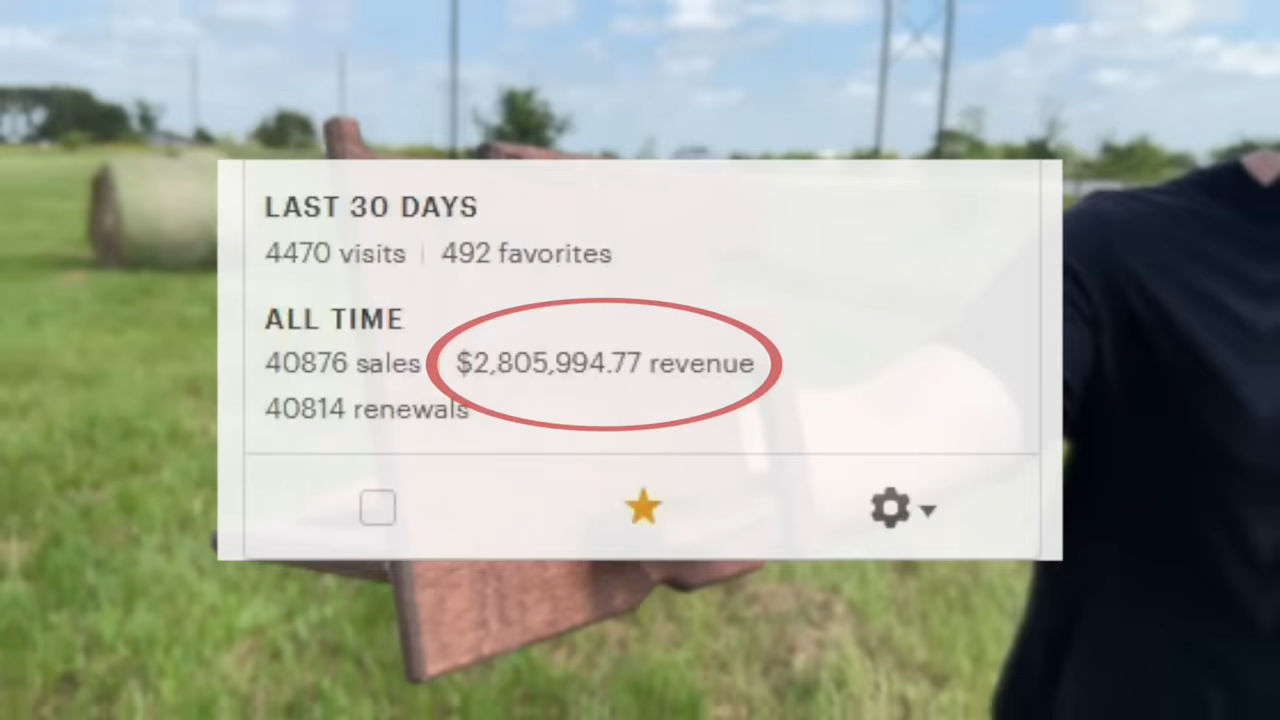 LAST 30 DAYS
4470 visits | 492 favorites
ALL TIME
40876 sales $2,805,994.77 revenue
40814 renewals